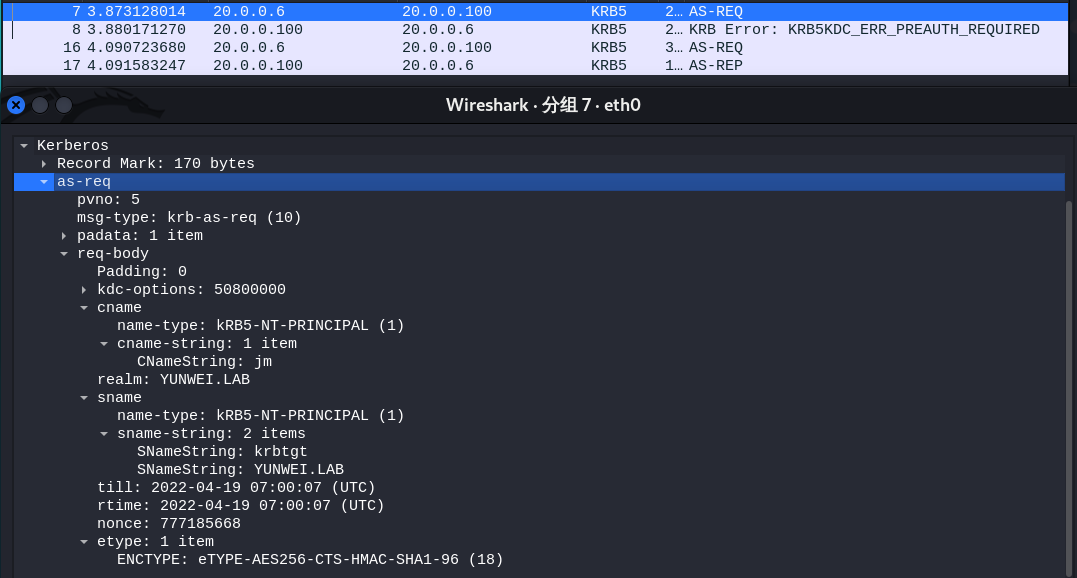 7 3.873128014 20.0.0.6 20.0.0.100 KRB5 2… AS-REQ
8 3.880171270 20.0.0.100 20.0.0.6 KRB5 2… KRB Error: KRB5KDC_ERR_PREAUTH_REQUIRED
16 4.090723680 20.0.0.6 20.0.0.100 KRB5 3… AS-REQ
17 4.091583247 20.0.0.100 20.0.0.6 KRB5 1… AS-REP
Wireshark · 分组 7 · eth0
Kerberos
Record Mark: 170 bytes
as-req
pvno: 5
msg-type: krb-as-req (10)
padata: 1 item
req-body
Padding: 0
kdc-options: 50800000
cname
name-type: kRB5-NT-PRINCIPAL (1)
cname-string: 1 item
CNameString: jm
realm: YUNWEI.LAB
sname
name-type: kRB5-NT-PRINCIPAL (1)
sname-string: 2 items
SNameString: krbtgt
SNameString: YUNWEI.LAB
till: 2022-04-19 07:00:07 (UTC)
rtime: 2022-04-19 07:00:07 (UTC)
nonce: 777185668
etype: 1 item
ENCTYPE: eTYPE-AES256-CTS-HMAC-SHA1-96 (18)